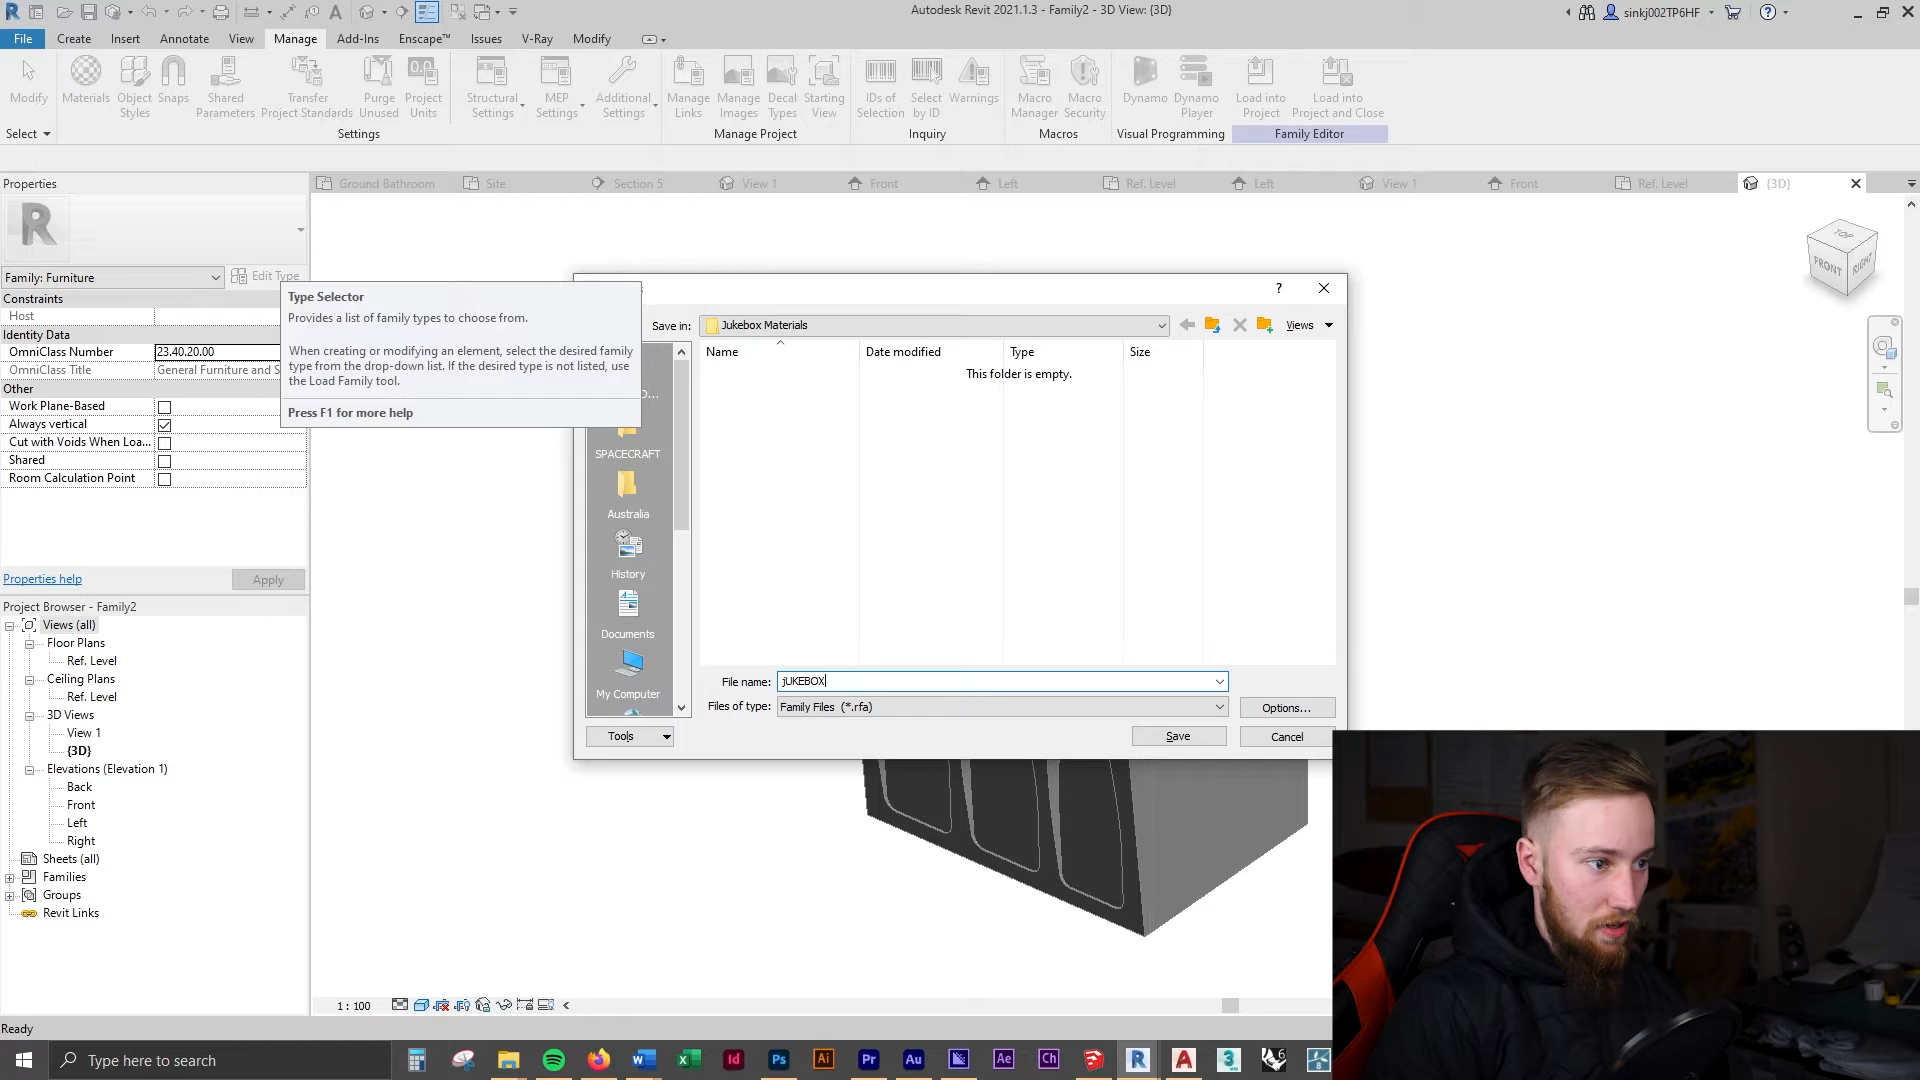 Autodesk Revit 2021.1.3 - Family2 - 3D View: {3D}
sinkj002TP6HF
File Create Insert Annotate View Manage Add-Ins Enscape™ Issues V-Ray Modify
Modify
Materials
Object Styles
Snaps
Shared Parameters
Transfer Project Standards
Purge Unused
Project Units
Structural Settings
MEP Settings
Additional Settings
Manage Links
Manage Images
Decal Types
Starting View
IDs of Selection
Select by ID
Warnings
Macro Manager
Macro Security
Dynamo
Dynamo Player
Load into Project
Load into Project and Close
Select Settings Manage Project Inquiry Macros Visual Programming Family Editor
Properties
Ground Bathroom Site Section 5 View 1 Front Left Ref. Level Left View 1 Front Ref. Level {3D}
R
TOP
FRONT RIGHT
Family: Furniture Edit Type
Constraints
Host
Identity Data
OmniClass Number 23.40.20.00
OmniClass Title General Furniture and S
Other
Work Plane-Based
Always vertical
Cut with Voids When Loa...
Shared
Room Calculation Point
Properties help Apply
Type Selector
Provides a list of family types to choose from.
When creating or modifying an element, select the desired family
type from the drop-down list. If the desired type is not listed, use
the Load Family tool.
Press F1 for more help
?
Save in: Jukebox Materials Views
Name Date modified Type Size
This folder is empty.
SPACECRAFT
Australia
History
Documents
My Computer
File name: jUKEBOX
Files of type: Family Files (*.rfa) Options...
Tools Save Cancel
Project Browser - Family2
Views (all)
Floor Plans
Ref. Level
Ceiling Plans
Ref. Level
3D Views
View 1
{3D}
Elevations (Elevation 1)
Back
Front
Left
Right
Sheets (all)
Families
Groups
Revit Links
1 : 100
Ready
Type here to search
Id Ps Ai Pr Au Ae Ch R A 3 6